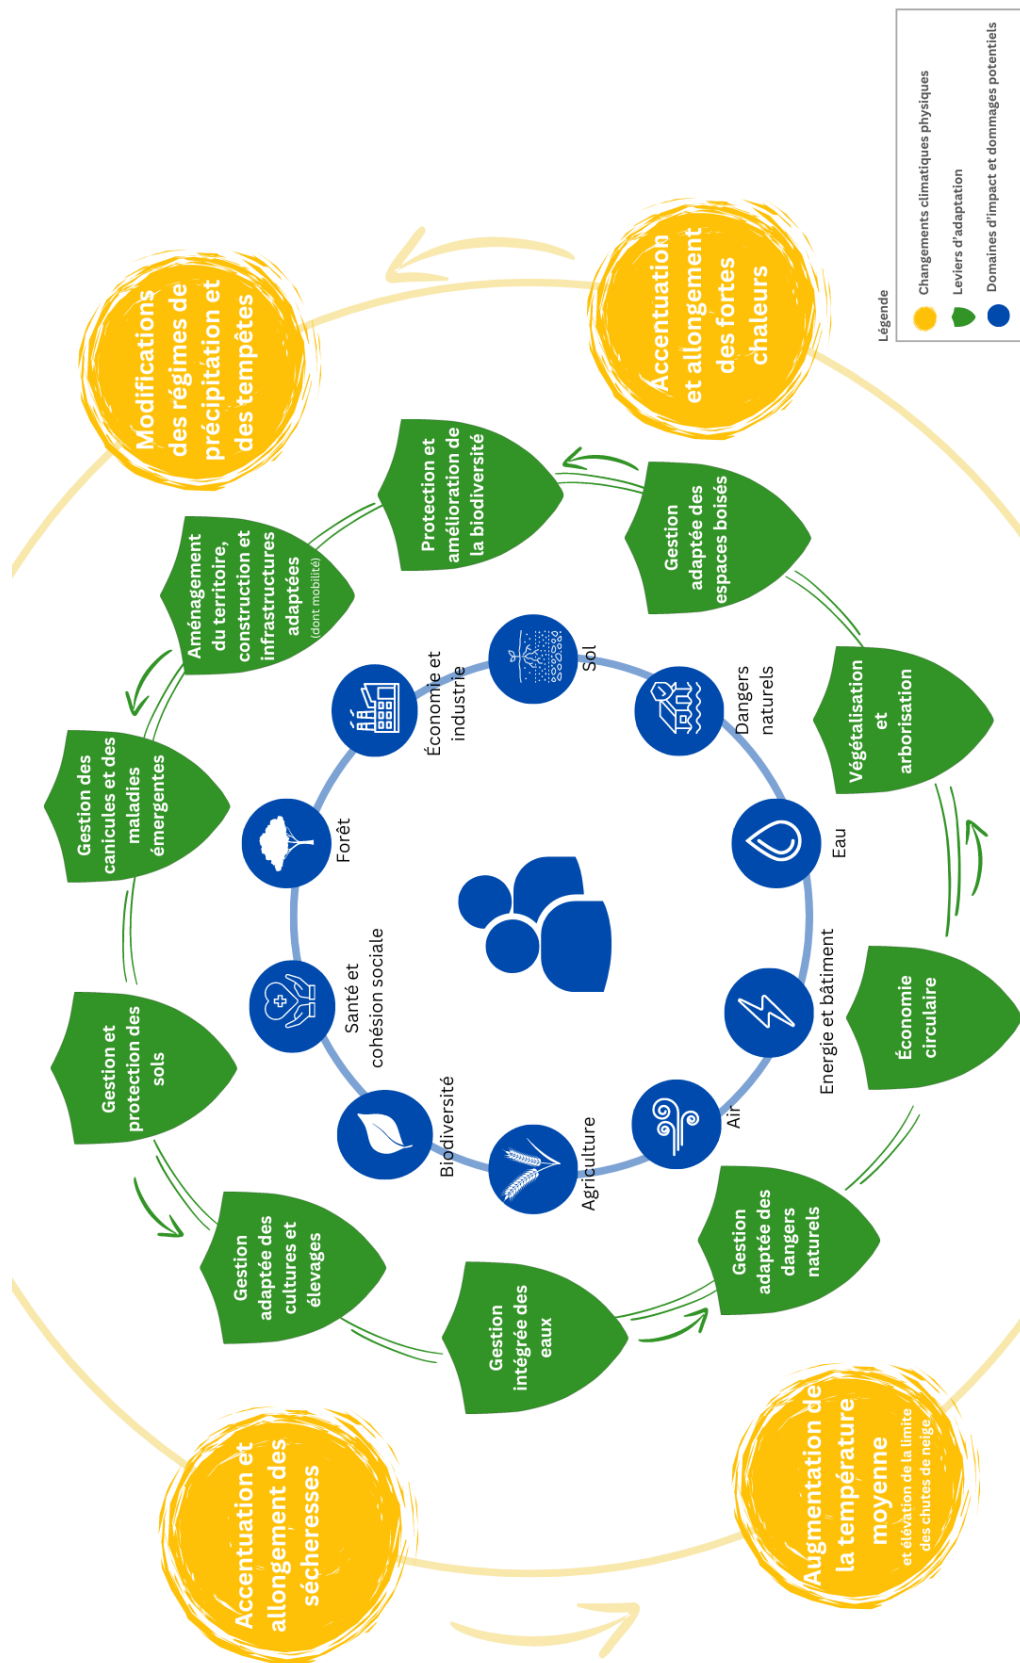 Accentuation et
allongement des
sécheresses
Modifications
des régimes de
précipitation et
des tempêtes
Augmentation de
la température
moyenne
et élévation de la limite
des chutes de neige
Accentuation
et allongement
des fortes
chaleurs
Gestion et
protection des
sols
Gestion des
canicules et des
maladies
émergentes
Aménagement
du territoire,
construction et
infrastructures
adaptées
(dont mobilité)
Protection et
amélioration de
la biodiversité
Gestion
adaptée des
espaces boisés
Végétalisation
et
arborisation
Économie
circulaire
Gestion
adaptée des
dangers
naturels
Gestion
intégrée des
eaux
Gestion
adaptée des
cultures et
élevages
Santé et
cohésion sociale
Forêt
Économie et
industrie
Sol
Dangers
naturels
Eau
Energie et bâtiment
Air
Agriculture
Biodiversité
Légende
Changements climatiques physiques
Leviers d'adaptation
Domaines d'impact et dommages potentiels